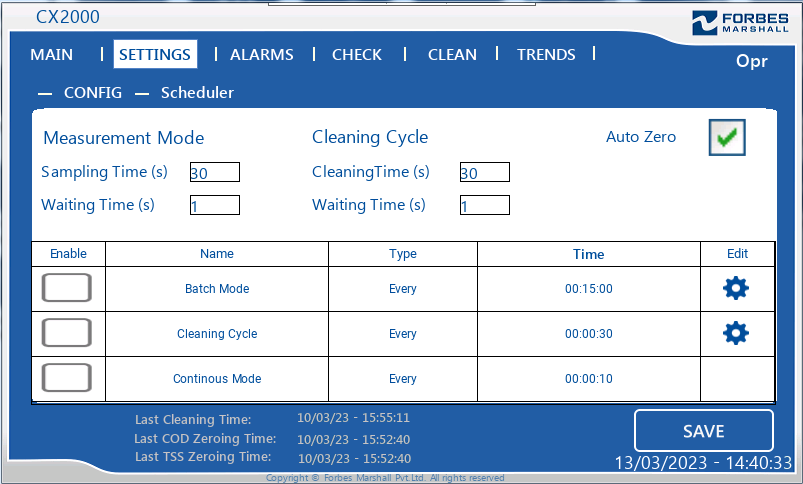 CX2000
FORBES
MARSHALL
MAIN | SETTINGS | ALARMS | CHECK | CLEAN | TRENDS |
Opr
— CONFIG — Scheduler
Measurement Mode Cleaning Cycle Auto Zero
Sampling Time (s) 30 CleaningTime (s) 30
Waiting Time (s) 1 Waiting Time (s) 1
Enable Name Type Time Edit
Batch Mode Every 00:15:00
Cleaning Cycle Every 00:00:30
Continous Mode Every 00:00:10
Last Cleaning Time: 10/03/23 - 15:55:11
Last COD Zeroing Time: 10/03/23 - 15:52:40
Last TSS Zeroing Time: 10/03/23 - 15:52:40
SAVE
13/03/2023 - 14:40:33
Copyright © Forbes Marshall Pvt Ltd. All rights reserved